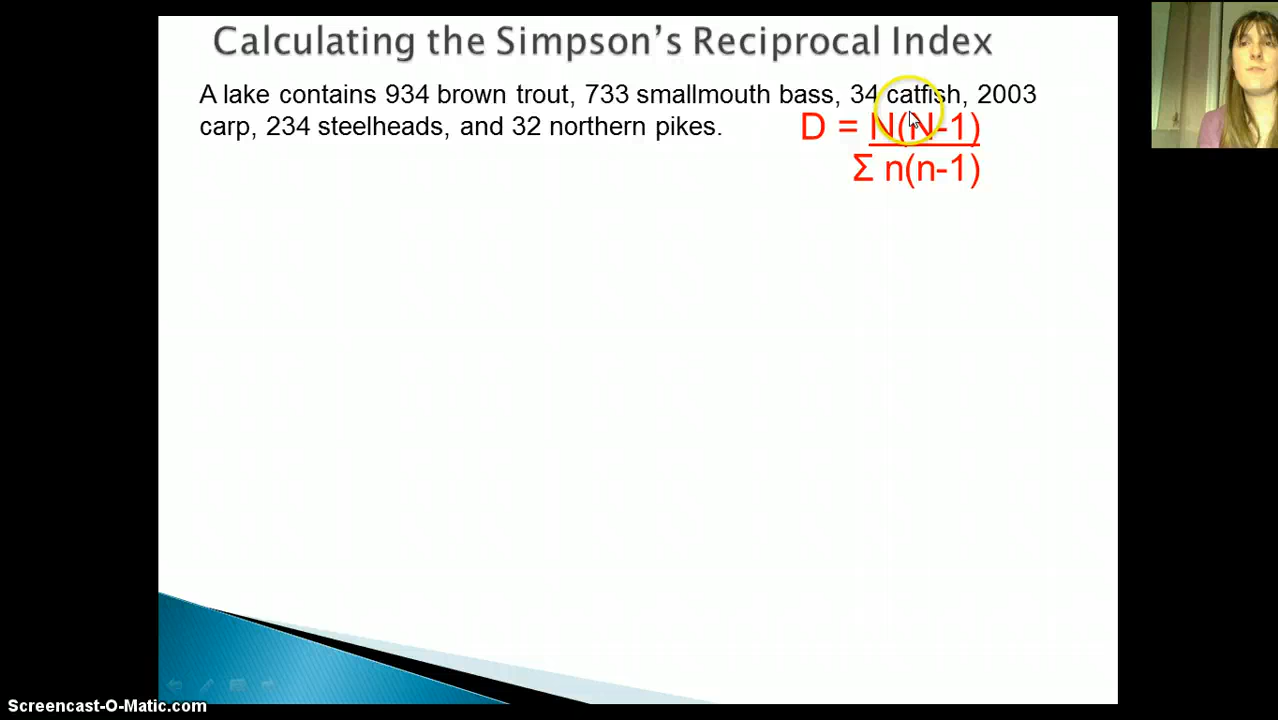 Calculating the Simpson's Reciprocal Index
A lake contains 934 brown trout, 733 smallmouth bass, 34 catfish, 2003
carp, 234 steelheads, and 32 northern pikes.
D = N(N-1)
Σ n(n-1)
Screencast-O-Matic.com